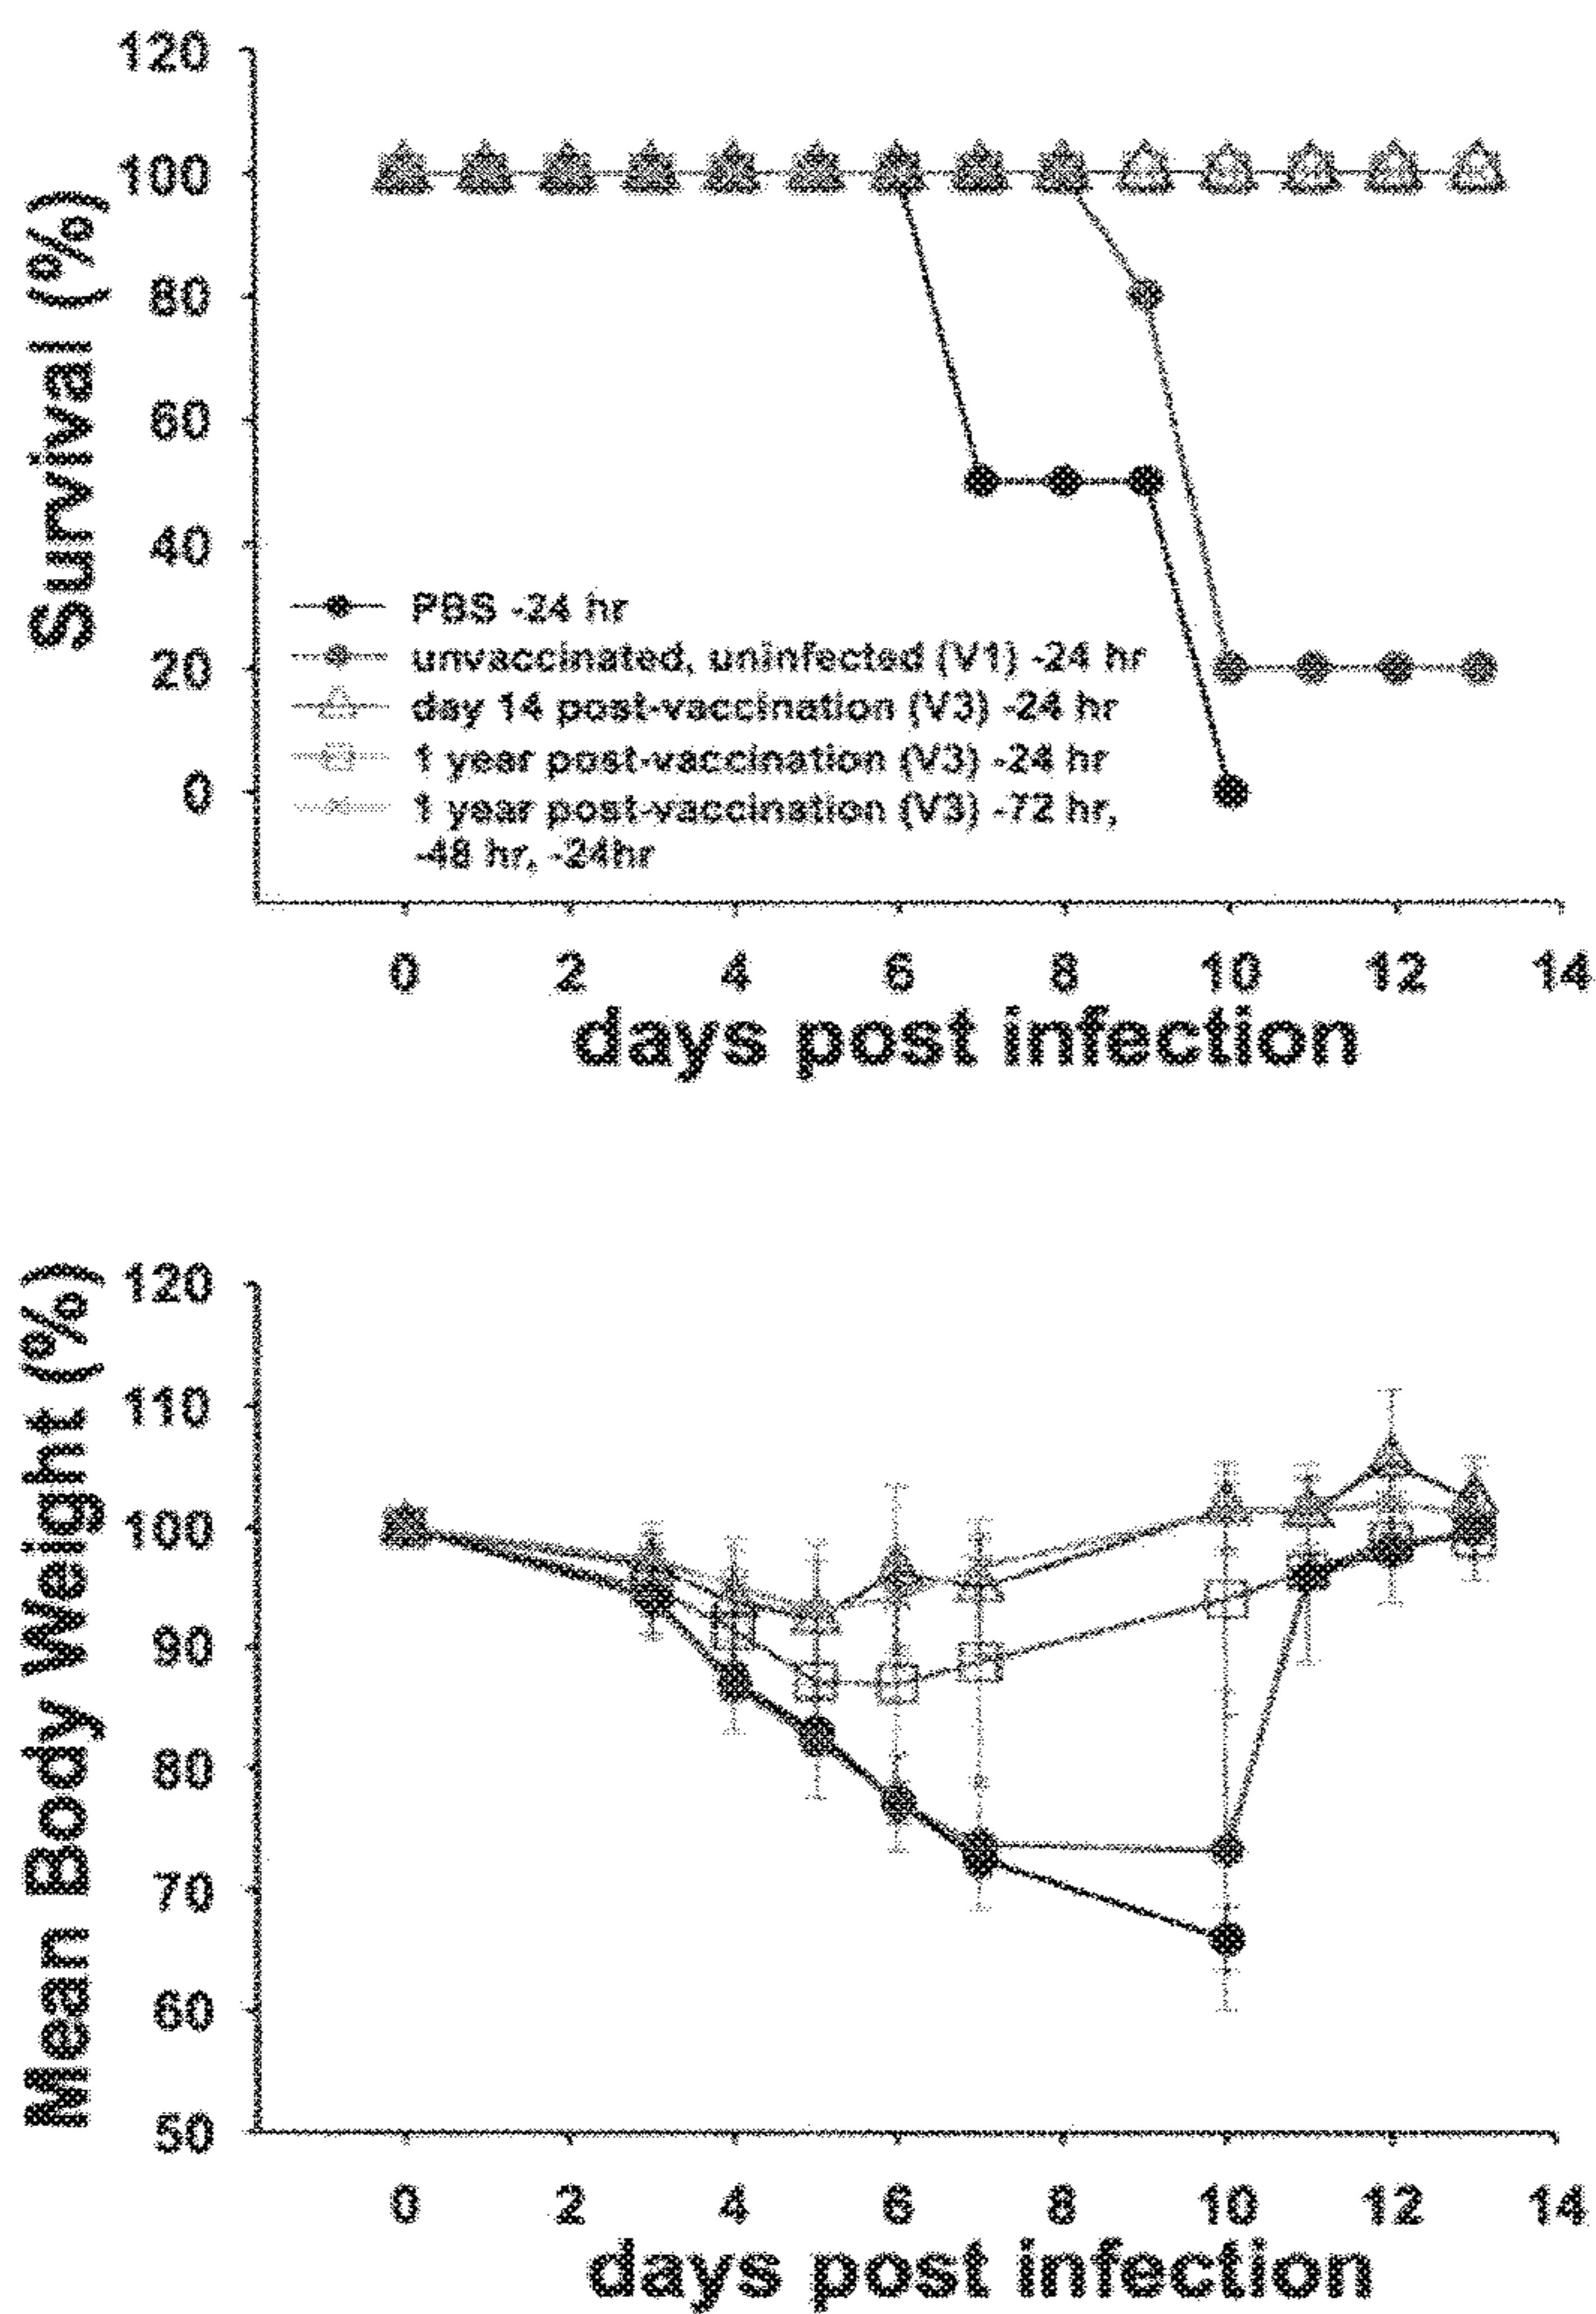 120
100
80
60
40
20
0
Survival (%)
PBS -24 hr
unvaccinated, uninfected (V1) -24 hr
day 14 post-vaccination (V3) -24 hr
1 year post-vaccination (V3) -24 hr
1 year post-vaccination (V3) -72 hr,
-48 hr, -24hr
0 2 4 6 8 10 12 14
days post infection
120
110
100
90
80
70
60
50
Mean Body Weight (%)
0 2 4 6 8 10 12 14
days post infection